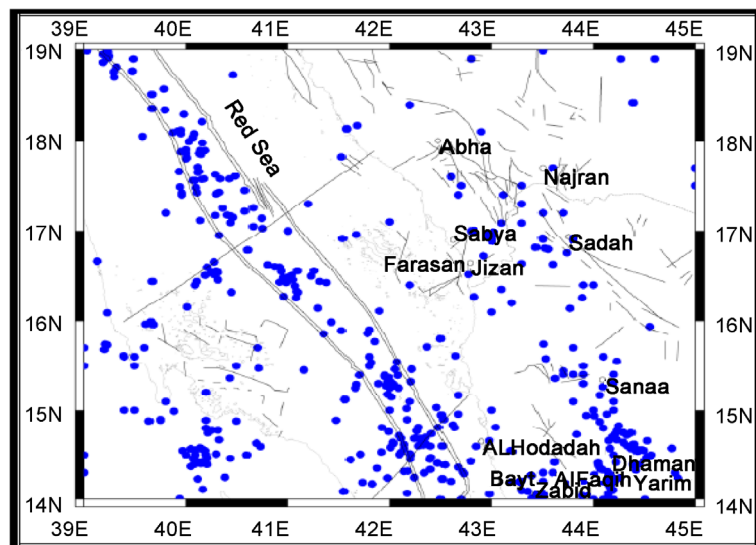 39E 40E 41E 42E 43E 44E 45E
19N 19N
Red Sea
18N Abha 18N
Najran
17N Sabya Sadah 17N
Farasan Jizan
16N 16N
Sanaa
15N 15N
ALHodadah
Dhaman
Bayt AlFaqih Yarim
Zabid
14N 14N
39E 40E 41E 42E 43E 44E 45E